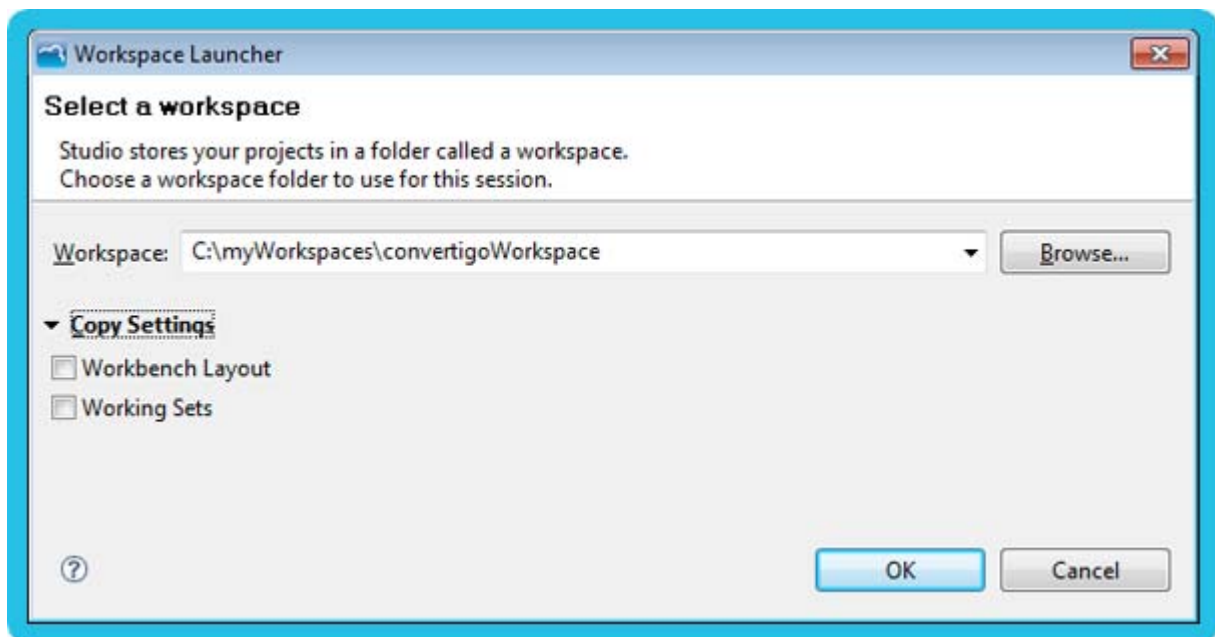 Workspace Launcher
Select a workspace
Studio stores your projects in a folder called a workspace.
Choose a workspace folder to use for this session.
Workspace: C:\myWorkspaces\convertigoWorkspace Browse...
Copy Settings
Workbench Layout
Working Sets
? OK Cancel